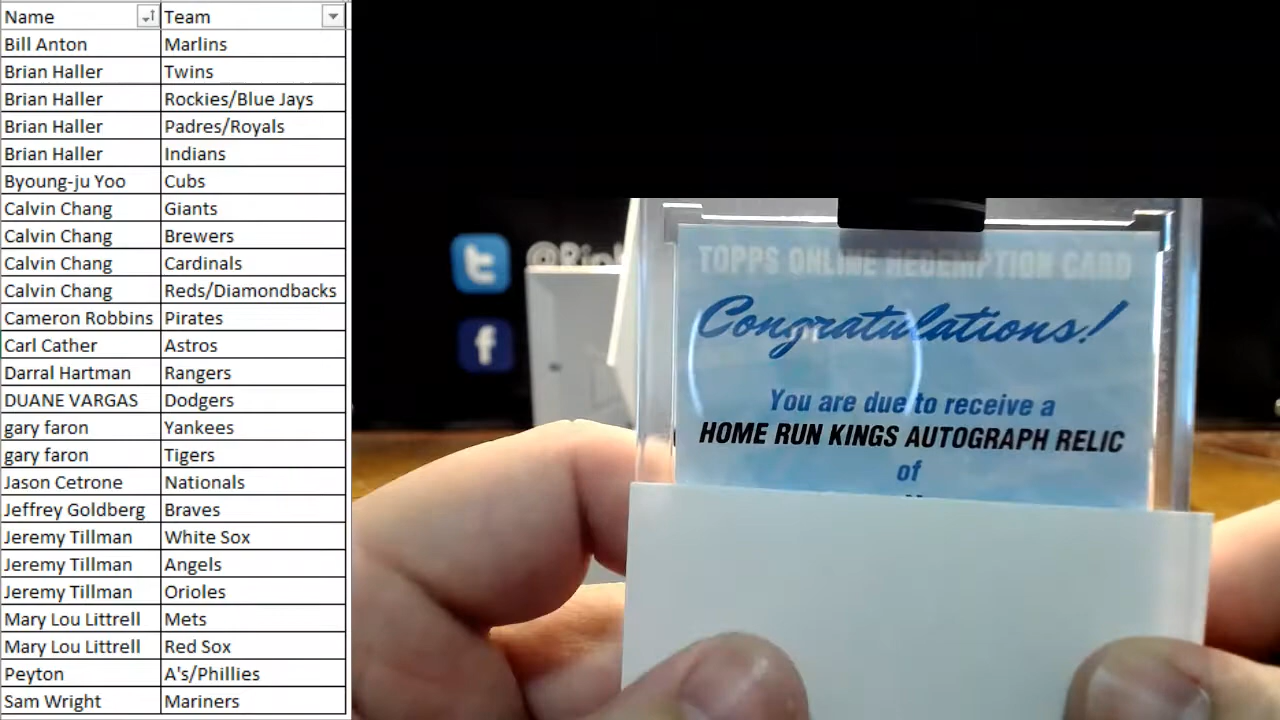 Name Team
Bill Anton Marlins
Brian Haller Twins
Brian Haller Rockies/Blue Jays
Brian Haller Padres/Royals
Brian Haller Indians
Byoung-ju Yoo Cubs
Calvin Chang Giants
Calvin Chang Brewers
Calvin Chang Cardinals
Calvin Chang Reds/Diamondbacks
Cameron Robbins Pirates
Carl Cather Astros
Darral Hartman Rangers
DUANE VARGAS Dodgers
gary faron Yankees
gary faron Tigers
Jason Cetrone Nationals
Jeffrey Goldberg Braves
Jeremy Tillman White Sox
Jeremy Tillman Angels
Jeremy Tillman Orioles
Mary Lou Littrell Mets
Mary Lou Littrell Red Sox
Peyton A's/Phillies
Sam Wright Mariners
TOPPS ONLINE REDEMPTION CARD
Congratulations!
You are due to receive a
HOME RUN KINGS AUTOGRAPH RELIC
of